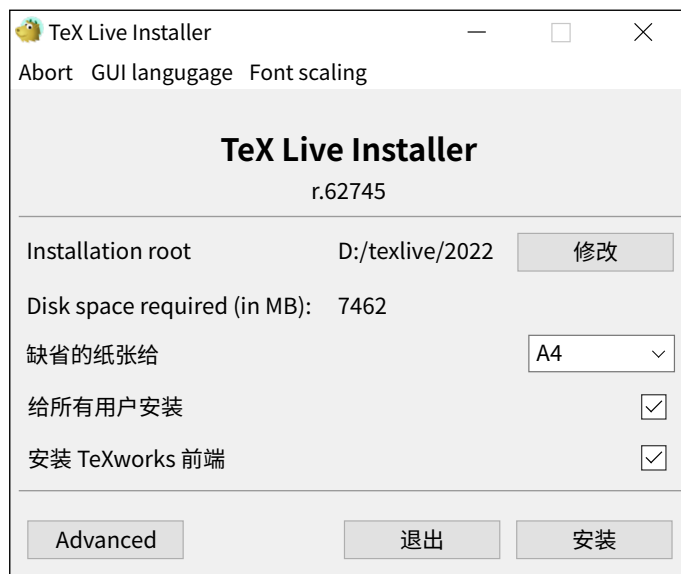 TeX Live Installer
Abort GUI langugage Font scaling
TeX Live Installer
r.62745
Installation root D:/texlive/2022 修改
Disk space required (in MB): 7462
缺省的纸张给 A4
给所有用户安装
安装 TeXworks 前端
Advanced 退出 安装